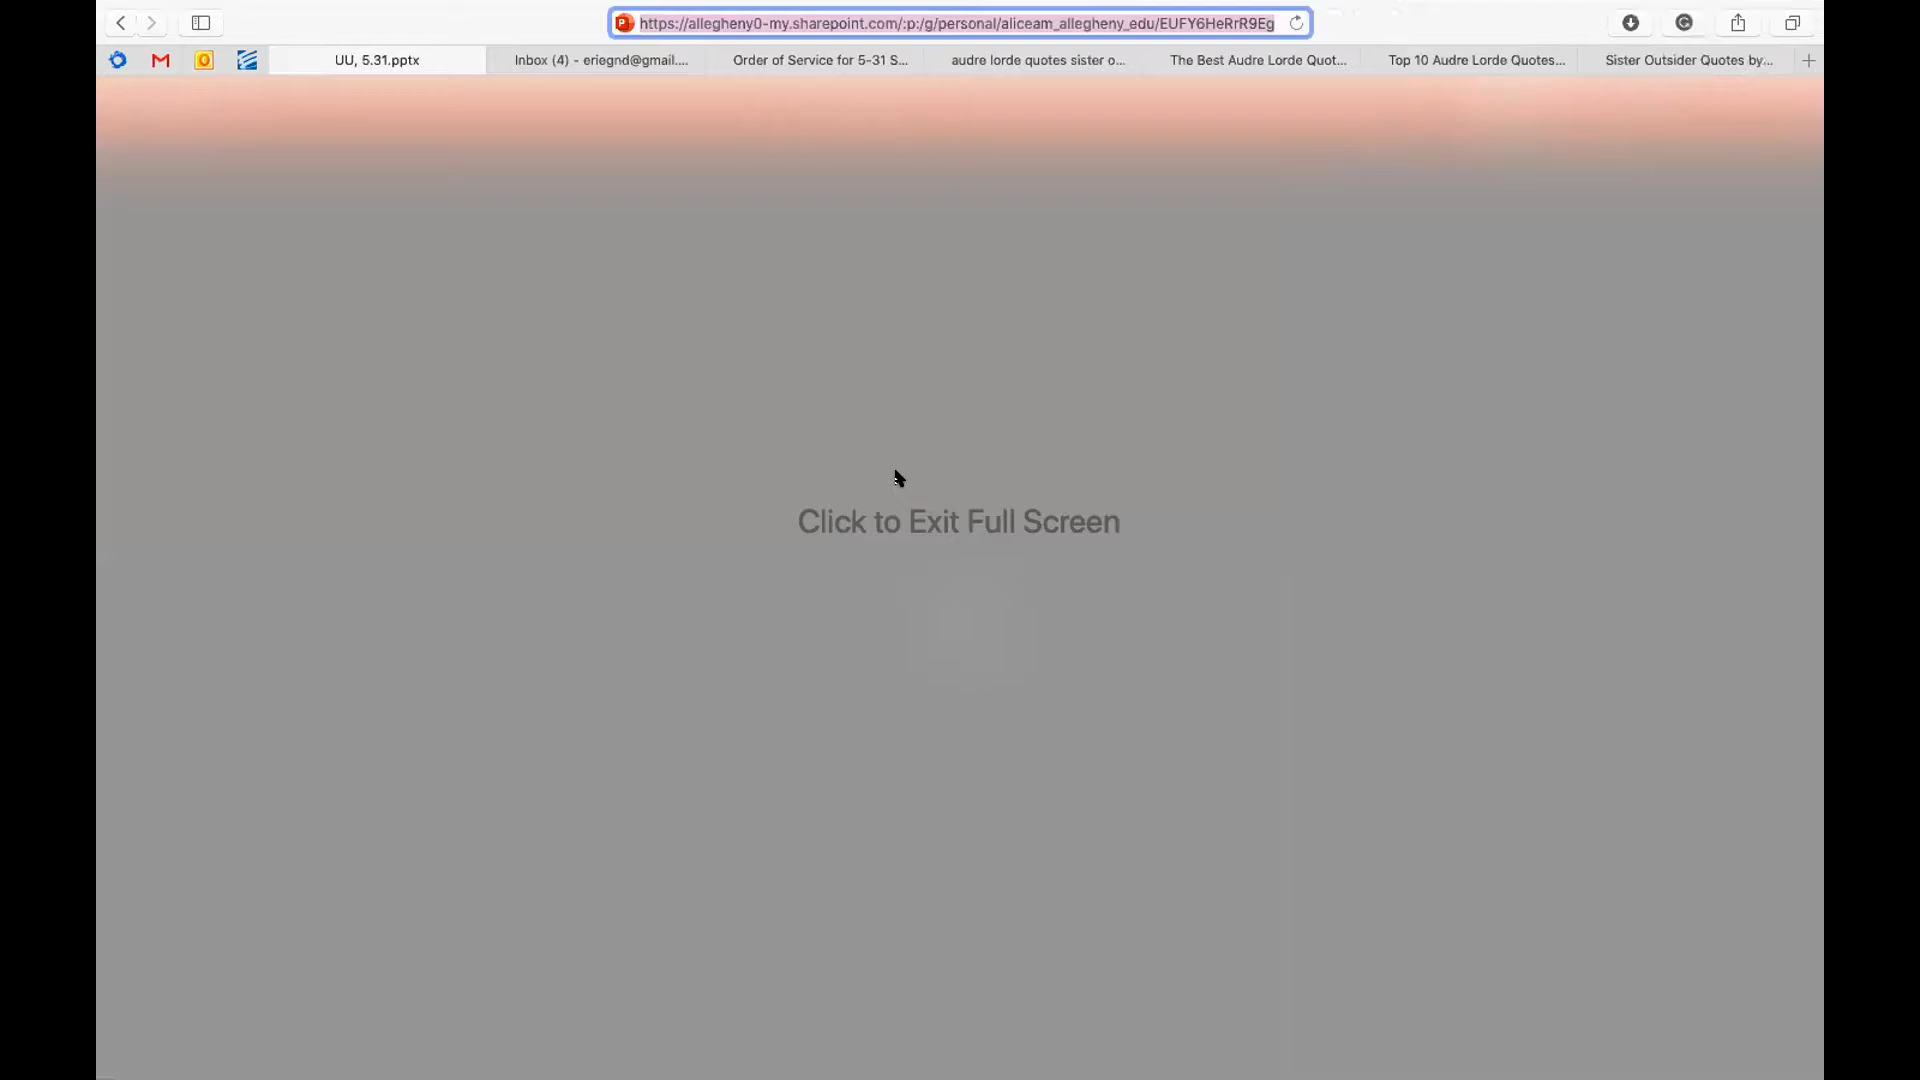 https://allegheny0-my.sharepoint.com/:p:/g/personal/aliceam_allegheny_edu/EUFY6HeRrR9Eg
UU, 5.31.pptx
Inbox (4) - eriegnd@gmail....
Order of Service for 5-31 S...
audre lorde quotes sister o...
The Best Audre Lorde Quot...
Top 10 Audre Lorde Quotes...
Sister Outsider Quotes by...
Click to Exit Full Screen